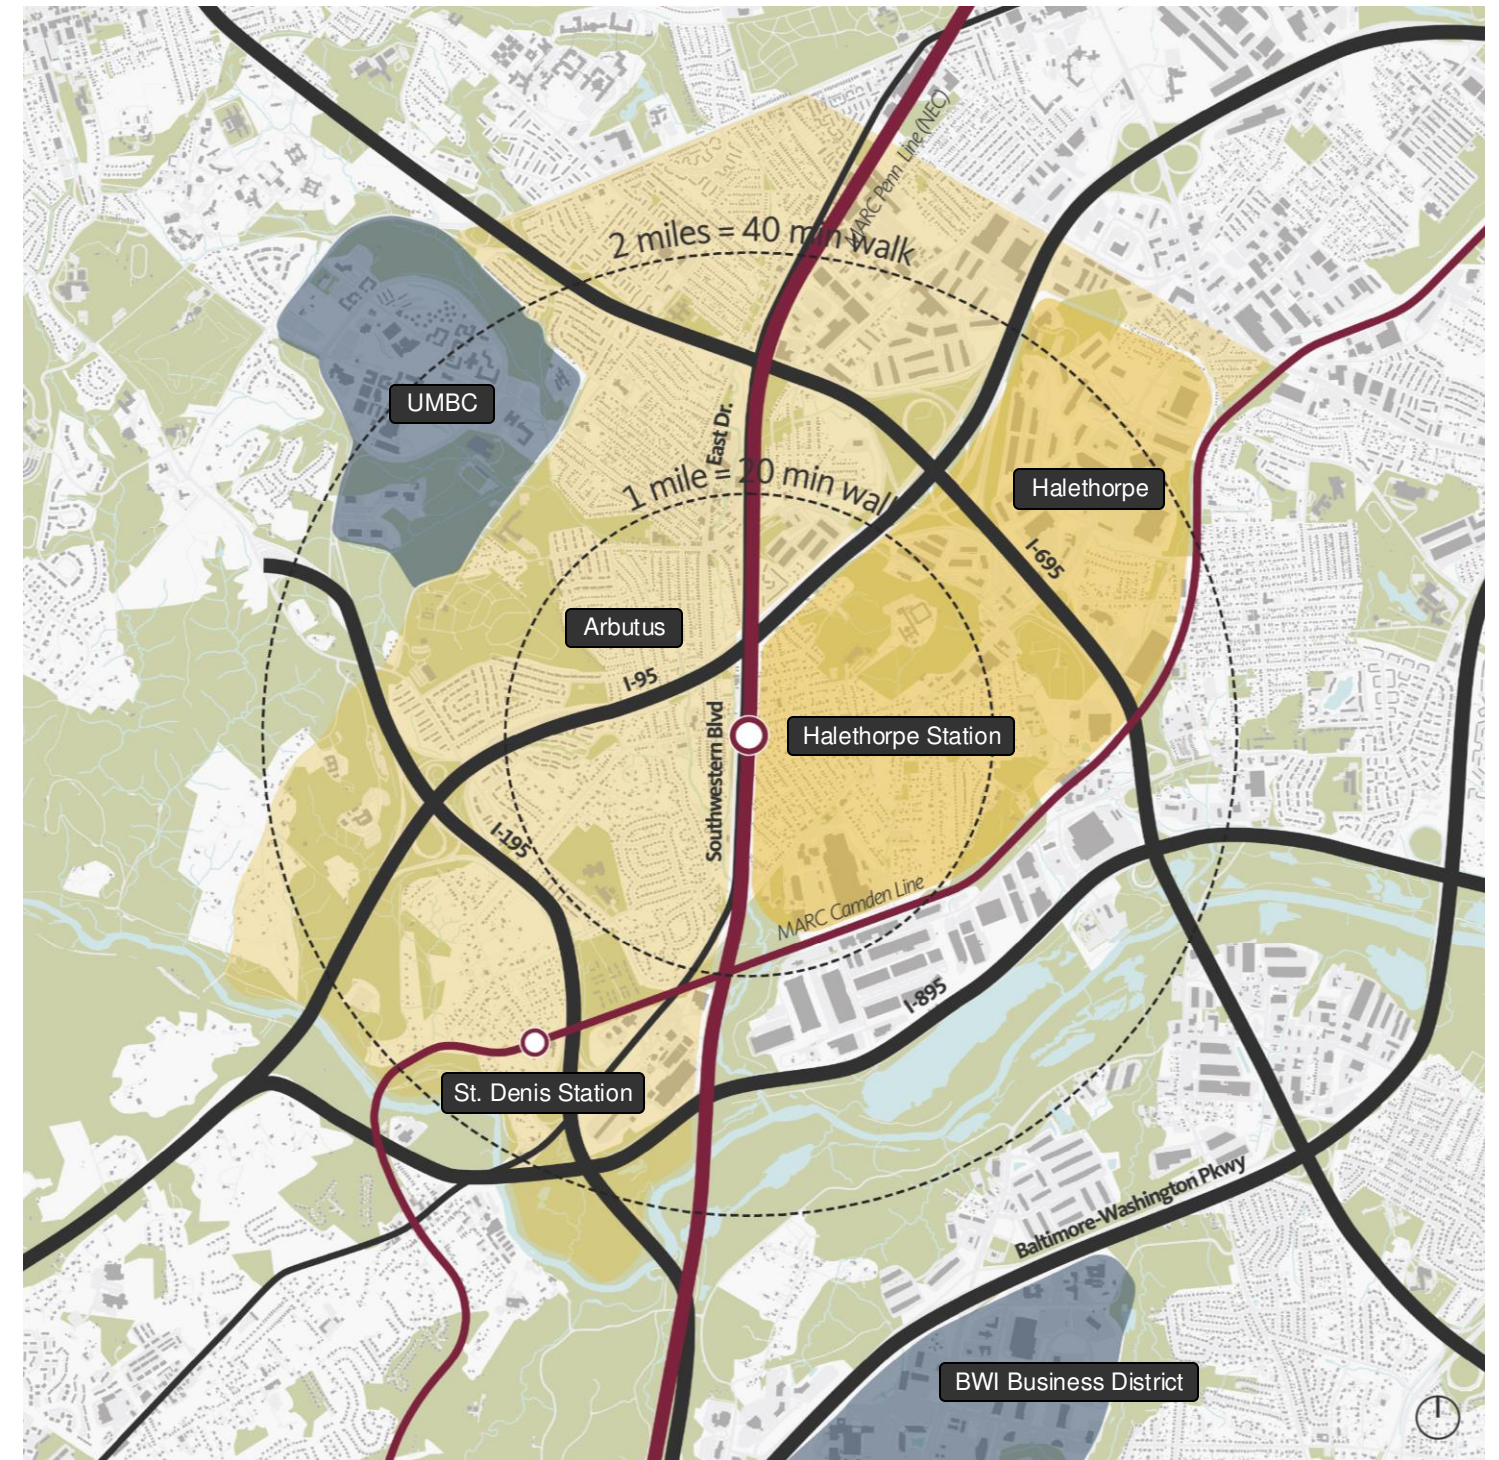 MARC Penn Line (NEC)
2 miles = 40 min walk
UMBC
East Dr.
1 mile = 20 min walk
Halethorpe
I-695
Arbutus
I-95
Southwestern Blvd
Halethorpe Station
I-195
MARC Camden Line
I-895
St. Denis Station
Baltimore-Washington Pkwy
BWI Business District